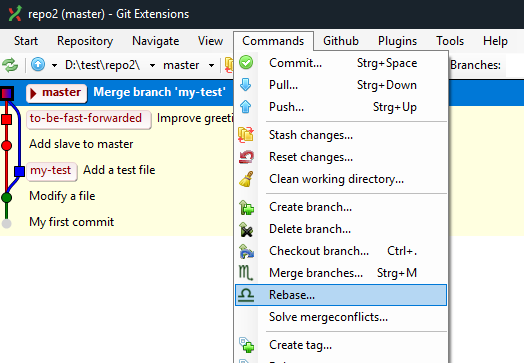 repo2 (master) - Git Extensions
Start Repository Navigate View Commands Github Plugins Tools Help
D:\test\repo2\ master Branches:
master Merge branch 'my-test'
to-be-fast-forwarded Improve greeti
Add slave to master
my-test Add a test file
Modify a file
My first commit
Commit... Strg+Space
Pull... Strg+Down
Push... Strg+Up
Stash changes...
Reset changes...
Clean working directory...
Create branch...
Delete branch...
Checkout branch... Ctrl+.
Merge branches... Strg+M
Rebase...
Solve mergeconflicts...
Create tag...